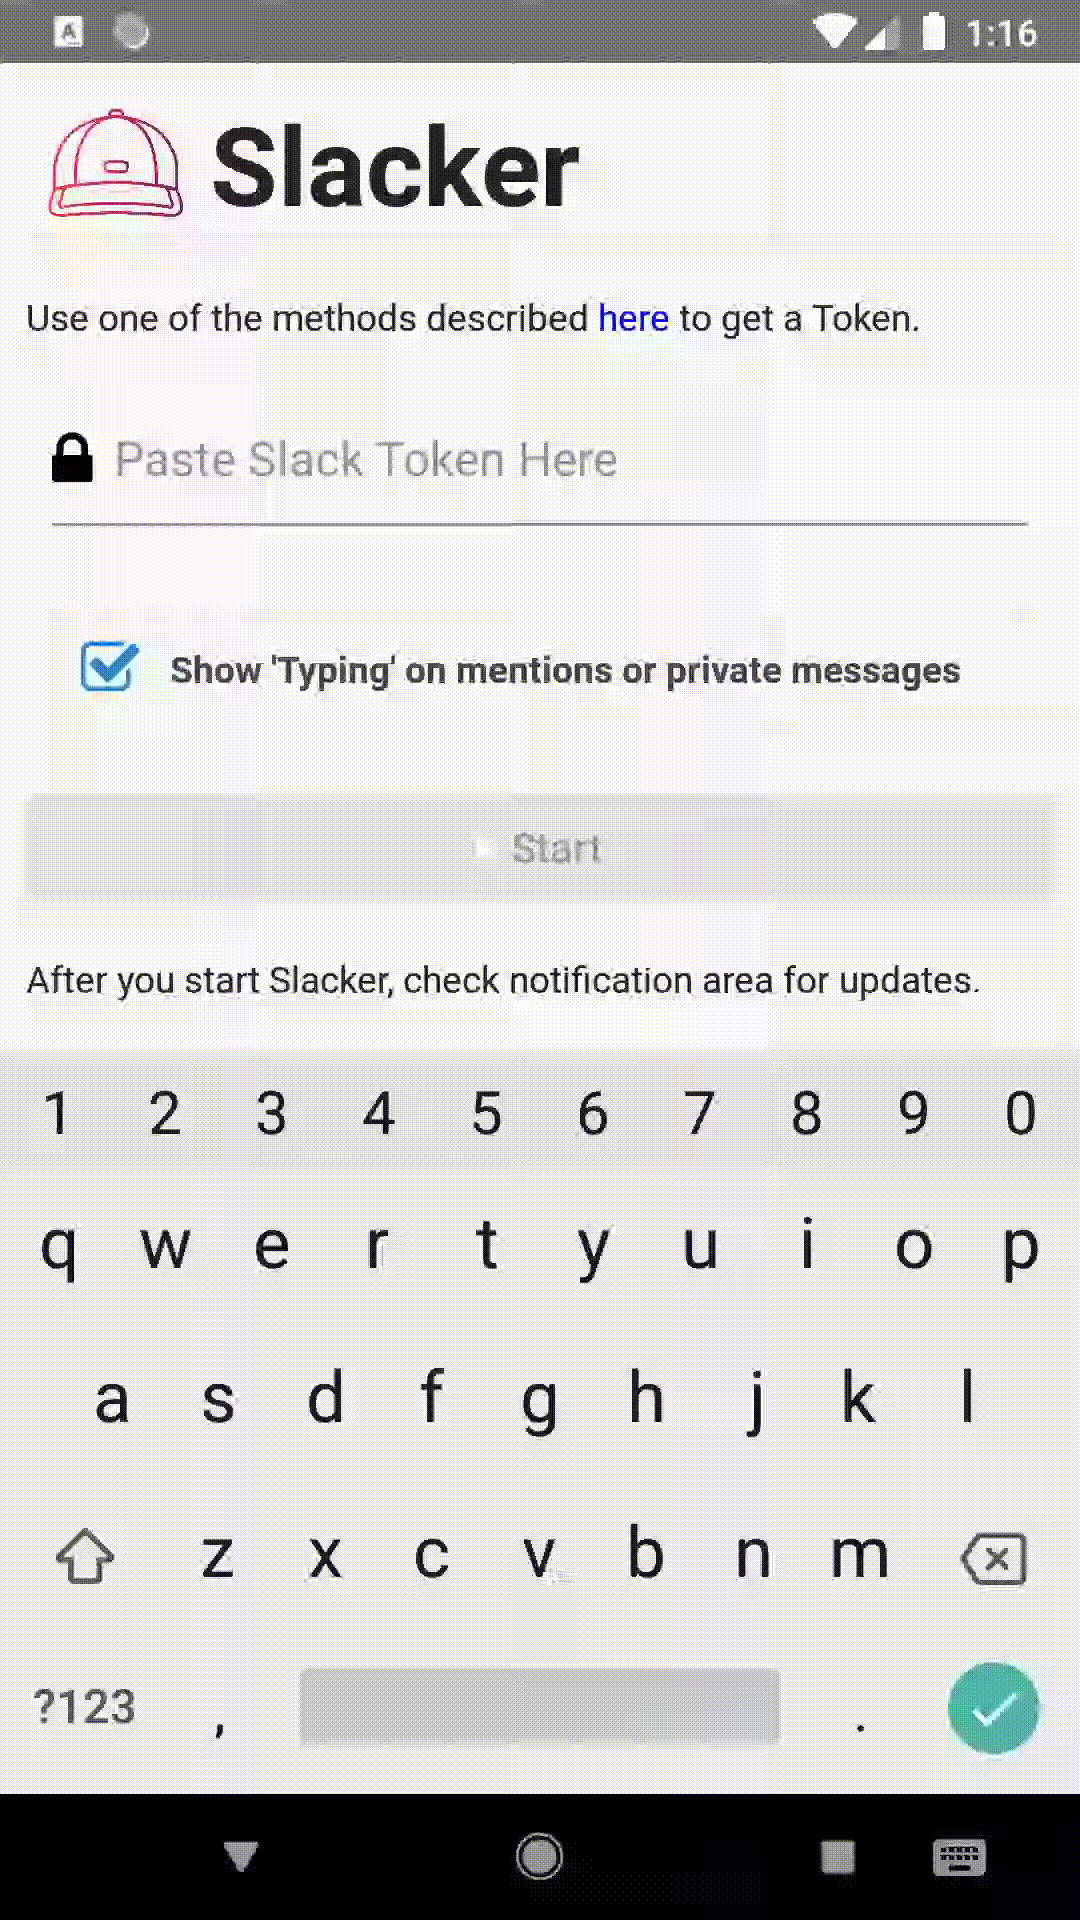 1:16
Slacker
Use one of the methods described here to get a Token.
Paste Slack Token Here
Show 'Typing' on mentions or private messages
Start
After you start Slacker, check notification area for updates.
1 2 3 4 5 6 7 8 9 0
q w e r t y u i o p
a s d f g h j k l
z x c v b n m
?123 , .